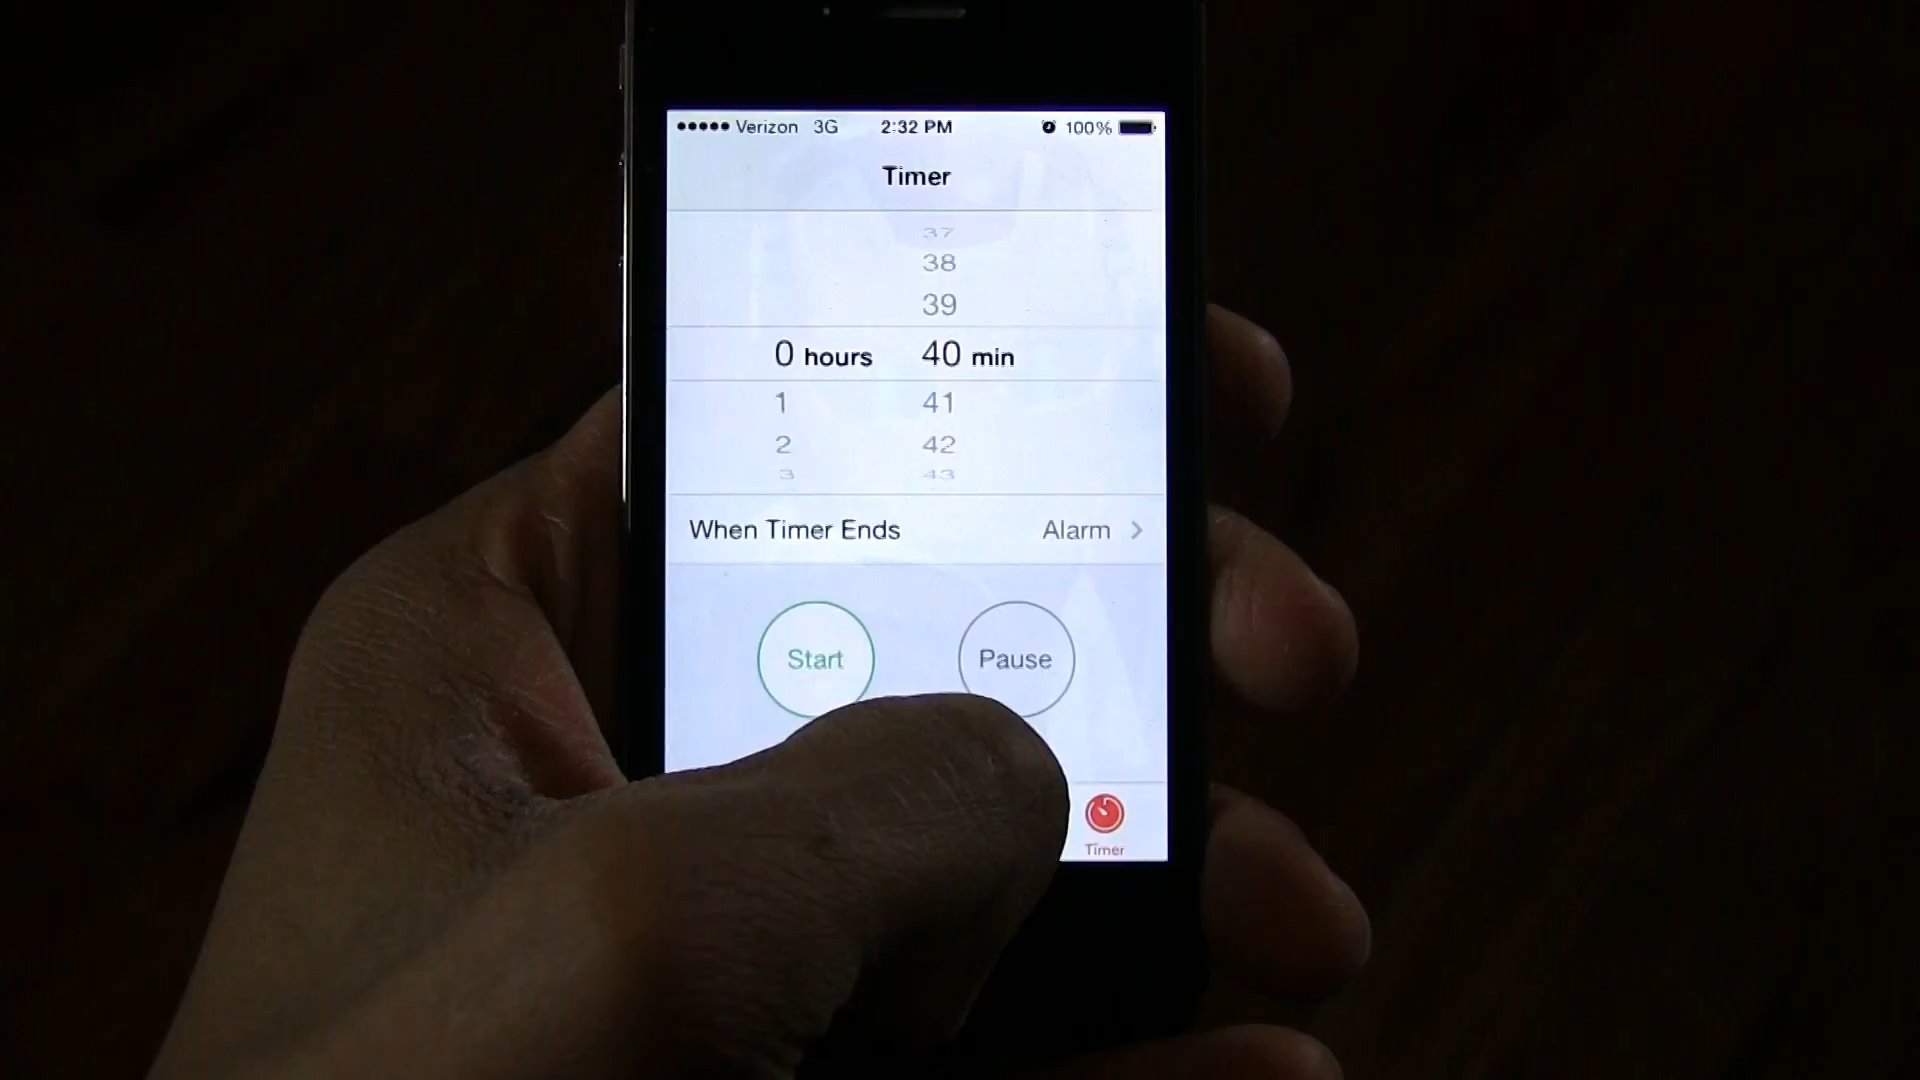 Verizon 3G 2:32 PM 100%
Timer
37
38
39
0 hours 40 min
1 41
2 42
3 43
When Timer Ends Alarm
Start Pause
Timer